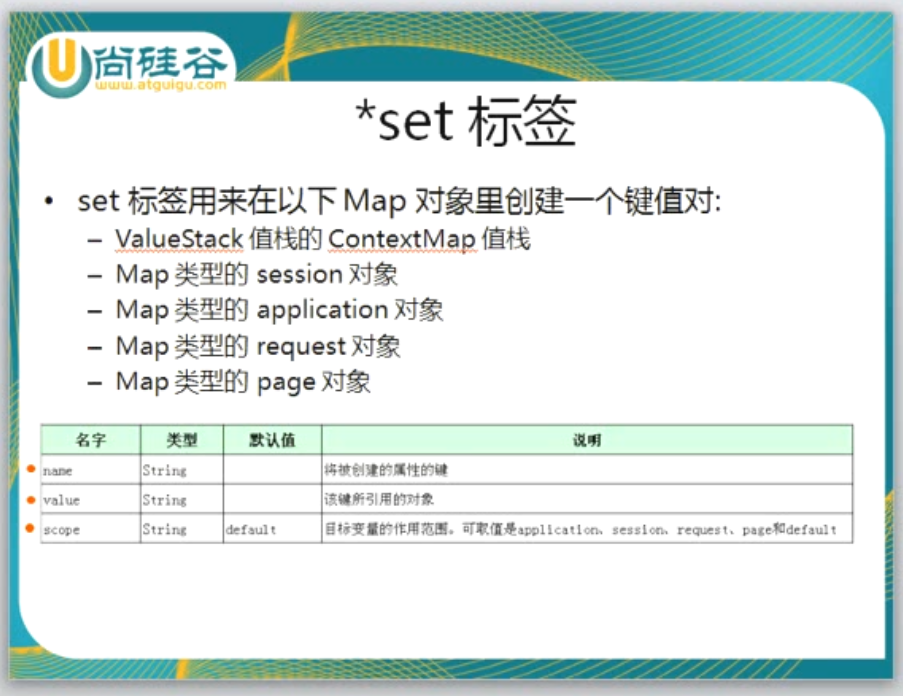 尚硅谷
www.atguigu.com
*set 标签
• set 标签用来在以下 Map 对象里创建一个键值对:
– ValueStack 值栈的 ContextMap 值栈
– Map 类型的 session 对象
– Map 类型的 application 对象
– Map 类型的 request 对象
– Map 类型的 page 对象
名字 类型 默认值 说明
name String 将被创建的属性的键
value String 该键所引用的对象
scope String default 目标变量的作用范围。可取值是application、session、request、page和default